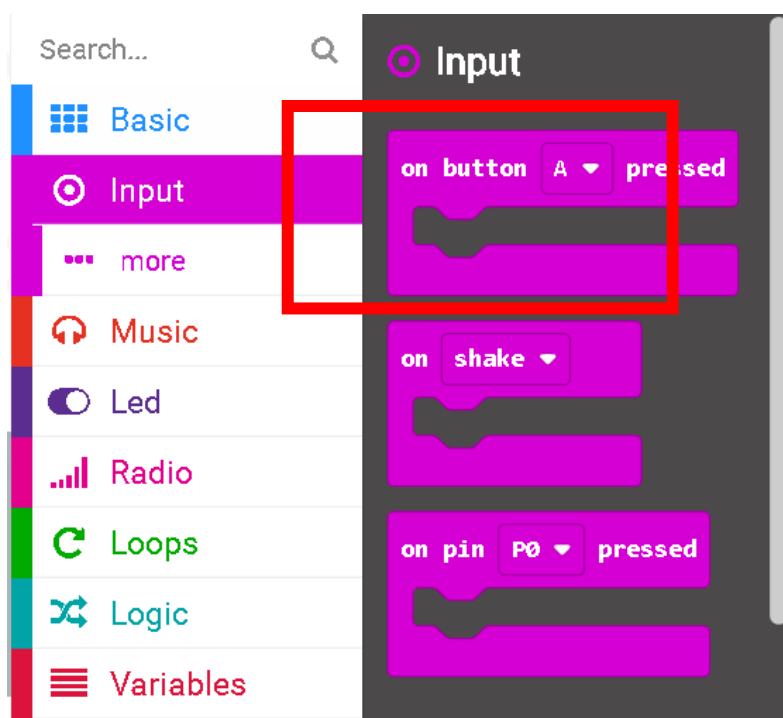 Search...
Basic
Input
more
Music
Led
Radio
Loops
Logic
Variables
Input
on button A pressed
on shake
on pin P0 pressed